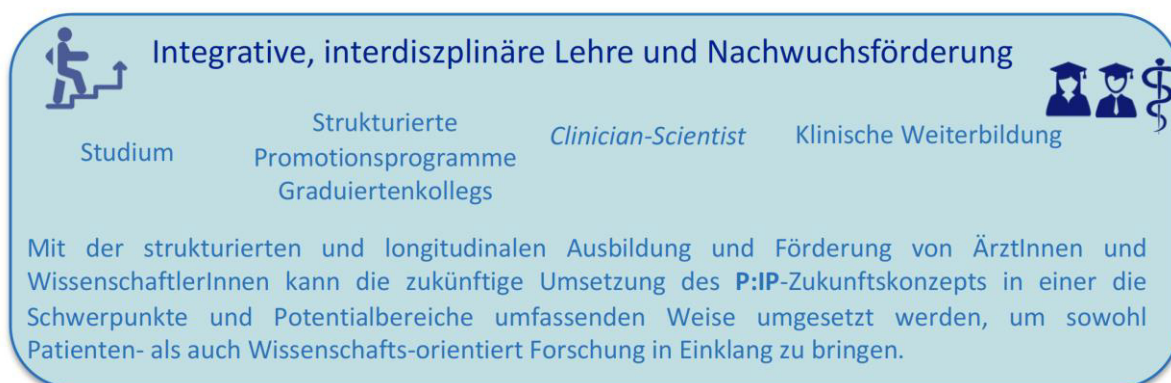 Integrative, interdiszplinäre Lehre und Nachwuchsförderung
Studium
Strukturierte
Promotionsprogramme
Graduiertenkollegs
Clinician-Scientist
Klinische Weiterbildung
Mit der strukturierten und longitudinalen Ausbildung und Förderung von ÄrztInnen und
WissenschaftlerInnen kann die zukünftige Umsetzung des P:IP-Zukunftskonzepts in einer die
Schwerpunkte und Potentialbereiche umfassenden Weise umgesetzt werden, um sowohl
Patienten- als auch Wissenschafts-orientiert Forschung in Einklang zu bringen.